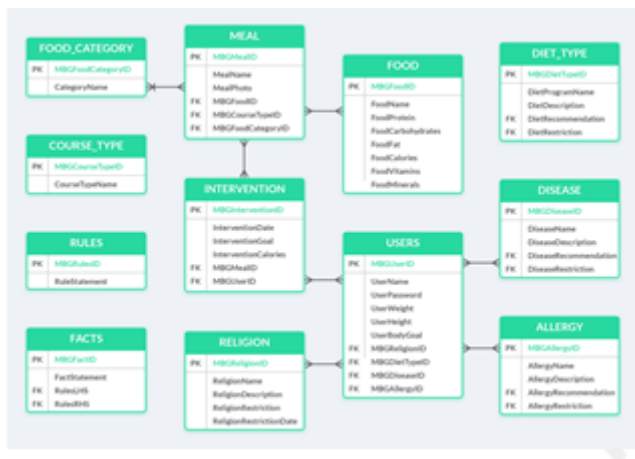 FOOD_CATEGORY
PK MBGFoodCategoryID
CategoryName
COURSE_TYPE
PK MBGCourseTypeID
CourseTypeName
RULES
PK MBGRulesID
RuleStatement
FACTS
PK MBGFactID
FactStatement
FK RulesLHS
FK RulesRHS
MEAL
PK MBGMealID
MealName
MealPhoto
FK MBGFoodID
FK MBGCourseTypeID
FK MBGFoodCategoryID
INTERVENTION
PK MBGInterventionID
InterventionDate
InterventionGoal
InterventionCalories
FK MBGMealID
FK MBGUserID
RELIGION
PK MBGReligionID
ReligionName
ReligionDescription
ReligionRestriction
ReligionRestrictionDate
FOOD
PK MBGFoodID
FoodName
FoodProtein
FoodCarbohydrates
FoodFat
FoodCalories
FoodVitamins
FoodMinerals
USERS
PK MBGUserID
UserName
UserPassword
UserWeight
UserHeight
UserBodyGoal
FK MBGReligionID
FK MBGDietTypeID
FK MBGDiseaseID
FK MBGAllergyID
DIET_TYPE
PK MBGDietTypeID
DietProgramName
DietDescription
FK DietRecommendation
FK DietRestriction
DISEASE
PK MBGDiseaseID
DiseaseName
DiseaseDescription
FK DiseaseRecommendation
FK DiseaseRestriction
ALLERGY
PK MBGAllergyID
AllergyName
AllergyDescription
FK AllergyRecommendation
FK AllergyRestriction